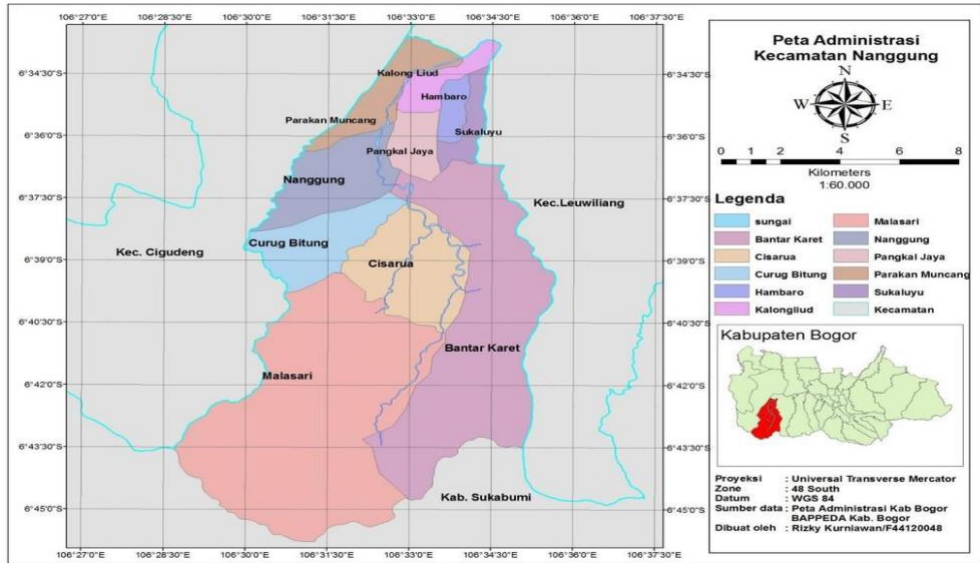 106°27'0"E 106°28'30"E 106°30'0"E 106°31'30"E 106°33'0"E 106°34'30"E 106°36'0"E 106°37'30"E
6°34'30"S
6°36'0"S
6°37'30"S
6°39'0"S
6°40'30"S
6°42'0"S
6°43'30"S
6°45'0"S
Kalong Liud
Hambaro
Parakan Muncang
Sukaluyu
Pangkal Jaya
Nanggung
Kec.Leuwiliang
Curug Bitung
Kec. Cigudeng
Cisarua
Bantar Karet
Malasari
Kab. Sukabumi
6°34'30"S
6°36'0"S
6°37'30"S
6°39'0"S
6°40'30"S
6°42'0"S
6°43'30"S
6°45'0"S
106°27'0"E 106°28'30"E 106°30'0"E 106°31'30"E 106°33'0"E 106°34'30"E 106°36'0"E 106°37'30"E
Peta Administrasi
Kecamatan Nanggung
N
W E
S
0 1 2 4 6 8
Kilometers
1:60.000
Legenda
sungai Malasari
Bantar Karet Nanggung
Cisarua Pangkal Jaya
Curug Bitung Parakan Muncang
Hambaro Sukaluyu
Kalongliud Kecamatan
Kabupaten Bogor
Proyeksi : Universal Transverse Mercator
Zone : 48 South
Datum : WGS 84
Sumber data : Peta Administrasi Kab Bogor
BAPPEDA Kab. Bogor
Dibuat oleh : Rizky Kurniawan/F44120048